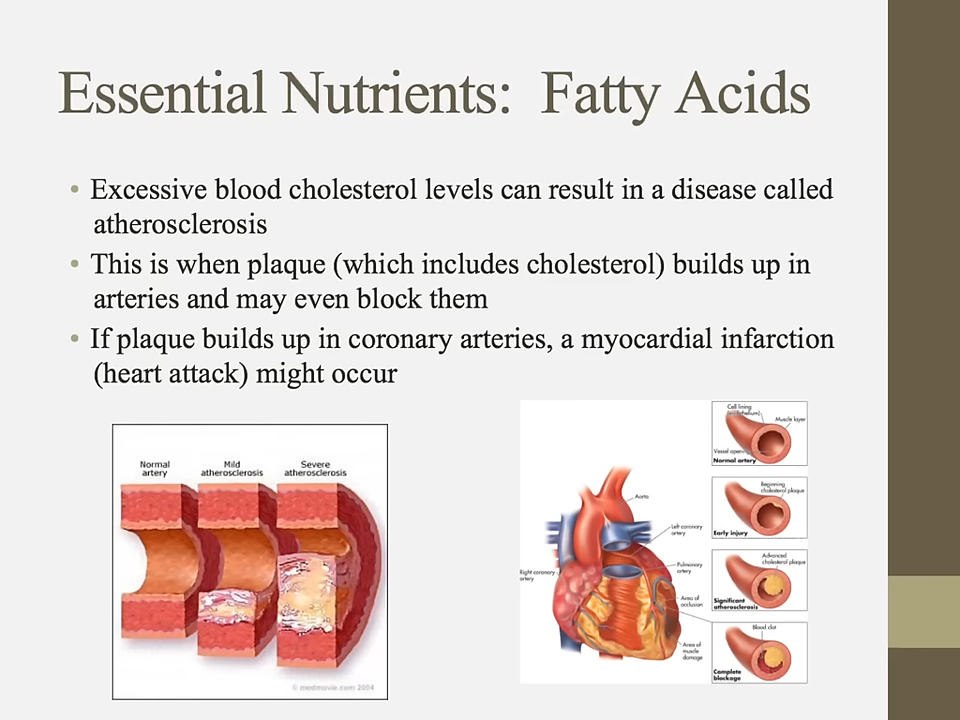 Essential Nutrients:  Fatty Acids
• Excessive blood cholesterol levels can result in a disease called
atherosclerosis
• This is when plaque (which includes cholesterol) builds up in
arteries and may even block them
• If plaque builds up in coronary arteries, a myocardial infarction
(heart attack) might occur
Normal
artery
Mild
atherosclerosis
Severe
atherosclerosis
© medmovie.com 2004
Aorta
Left coronary
artery
Pulmonary
artery
Right coronary
artery
Area of
occlusion
Area of
muscle
damage
Cell lining
(endothelium)
Muscle layer
Vessel opening
Normal artery
Beginning
cholesterol plaque
Early injury
Advanced
cholesterol plaque
Significant
atherosclerosis
Blood clot
Complete
blockage